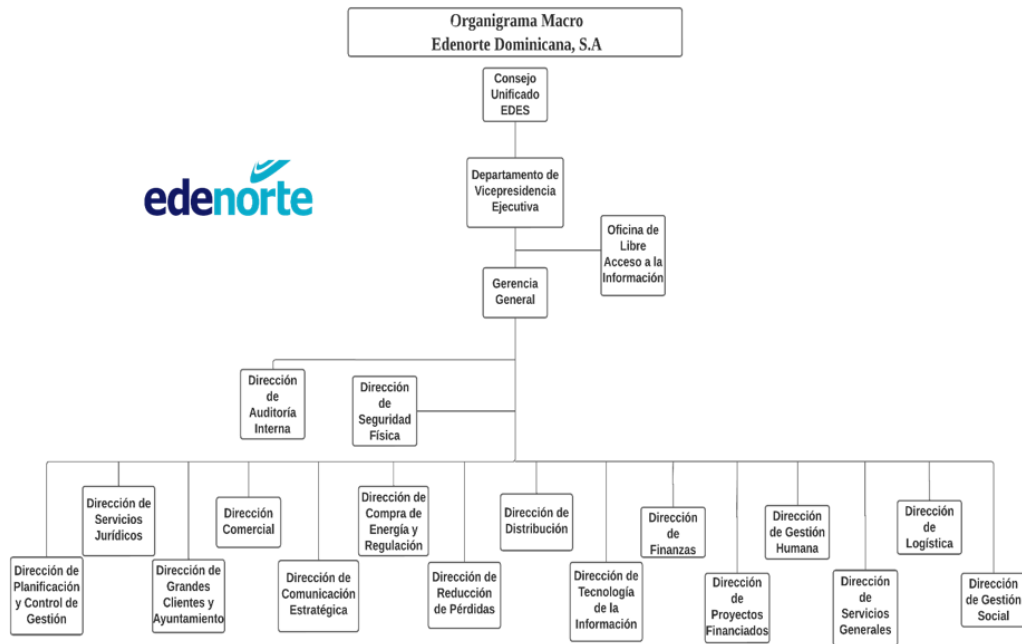 Organigrama Macro
Edenorte Dominicana, S.A
Consejo
Unificado
EDES
edenorte
Departamento de
Vicepresidencia
Ejecutiva
Oficina de
Libre
Acceso a la
Información
Gerencia
General
Dirección
de
Auditoría
Interna
Dirección
de
Seguridad
Física
Dirección de
Servicios
Jurídicos
Dirección
Comercial
Dirección de
Compra de
Energía y
Regulación
Dirección de
Distribución
Dirección
de
Finanzas
Dirección
de Gestión
Humana
Dirección
de
Logística
Dirección de
Planificación
y Control de
Gestión
Dirección de
Grandes
Clientes y
Ayuntamiento
Dirección de
Comunicación
Estratégica
Dirección de
Reducción
de Pérdidas
Dirección de
Tecnología
de la
Información
Dirección
de
Proyectos
Financiados
Dirección
de
Servicios
Generales
Dirección
de Gestión
Social